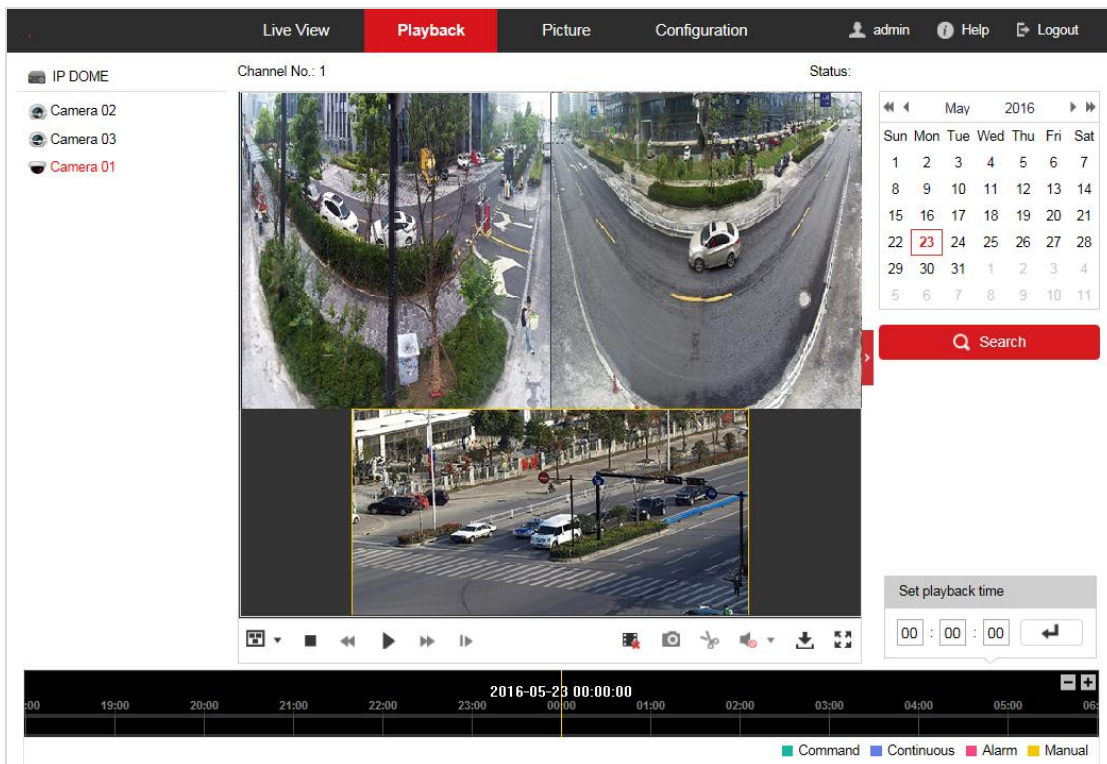 Live View Playback Picture Configuration admin Help Logout
IP DOME
Camera 02
Camera 03
Camera 01
Channel No.: 1 Status:
May 2016
Sun Mon Tue Wed Thu Fri Sat
1 2 3 4 5 6 7
8 9 10 11 12 13 14
15 16 17 18 19 20 21
22 23 24 25 26 27 28
29 30 31 1 2 3 4
5 6 7 8 9 10 11
Search
Set playback time
00 : 00 : 00
2016-05-23 00:00:00
:00 19:00 20:00 21:00 22:00 23:00 00:00 01:00 02:00 03:00 04:00 05:00 06:
Command Continuous Alarm Manual